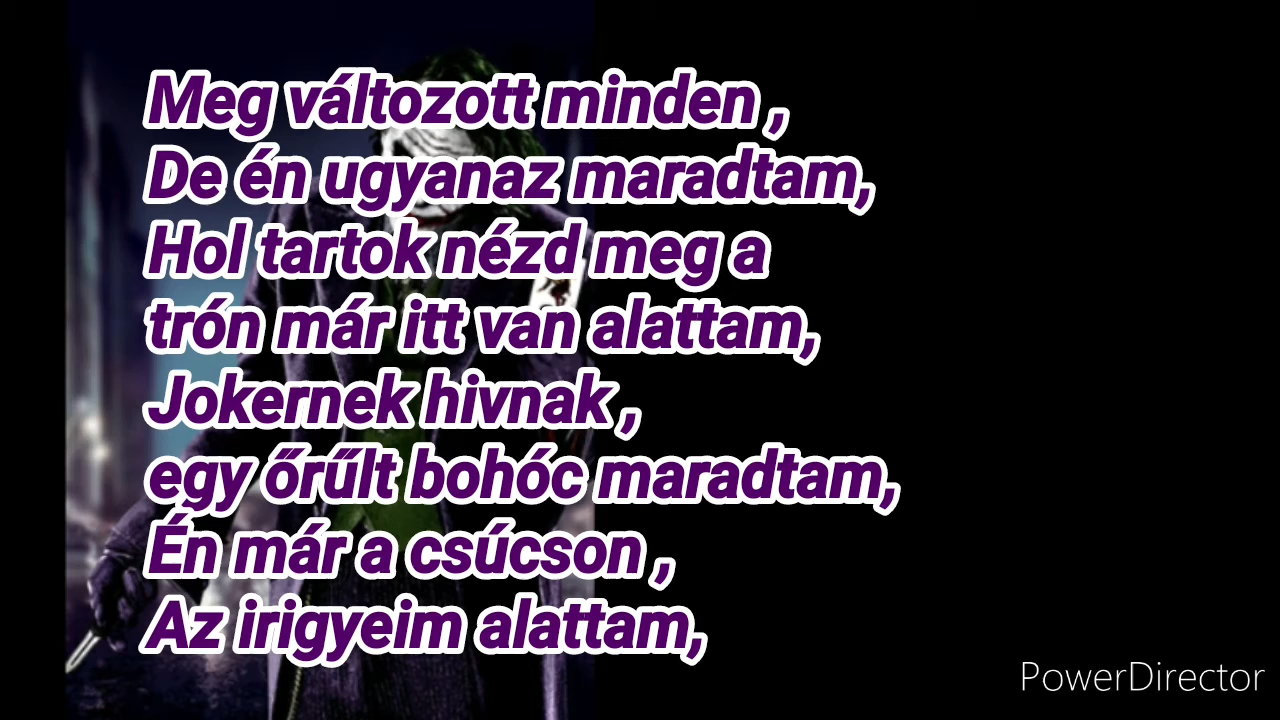 Meg változott minden ,
De én ugyanaz maradtam,
Hol tartok nézd meg a
trón már itt van alattam,
Jokernek hivnak ,
egy őrűlt bohóc maradtam,
Én már a csúcson ,
Az irigyeim alattam,
PowerDirector